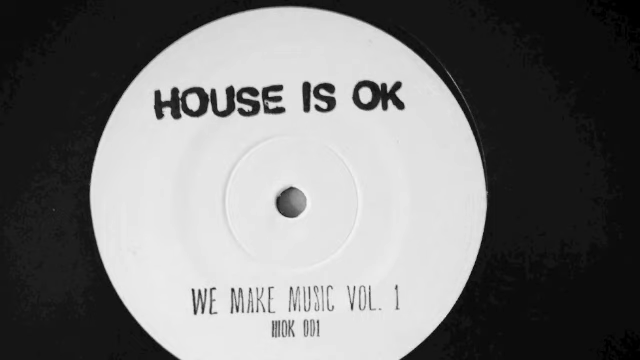 HOUSE IS OK
WE MAKE MUSIC VOL. 1
HIOK 001